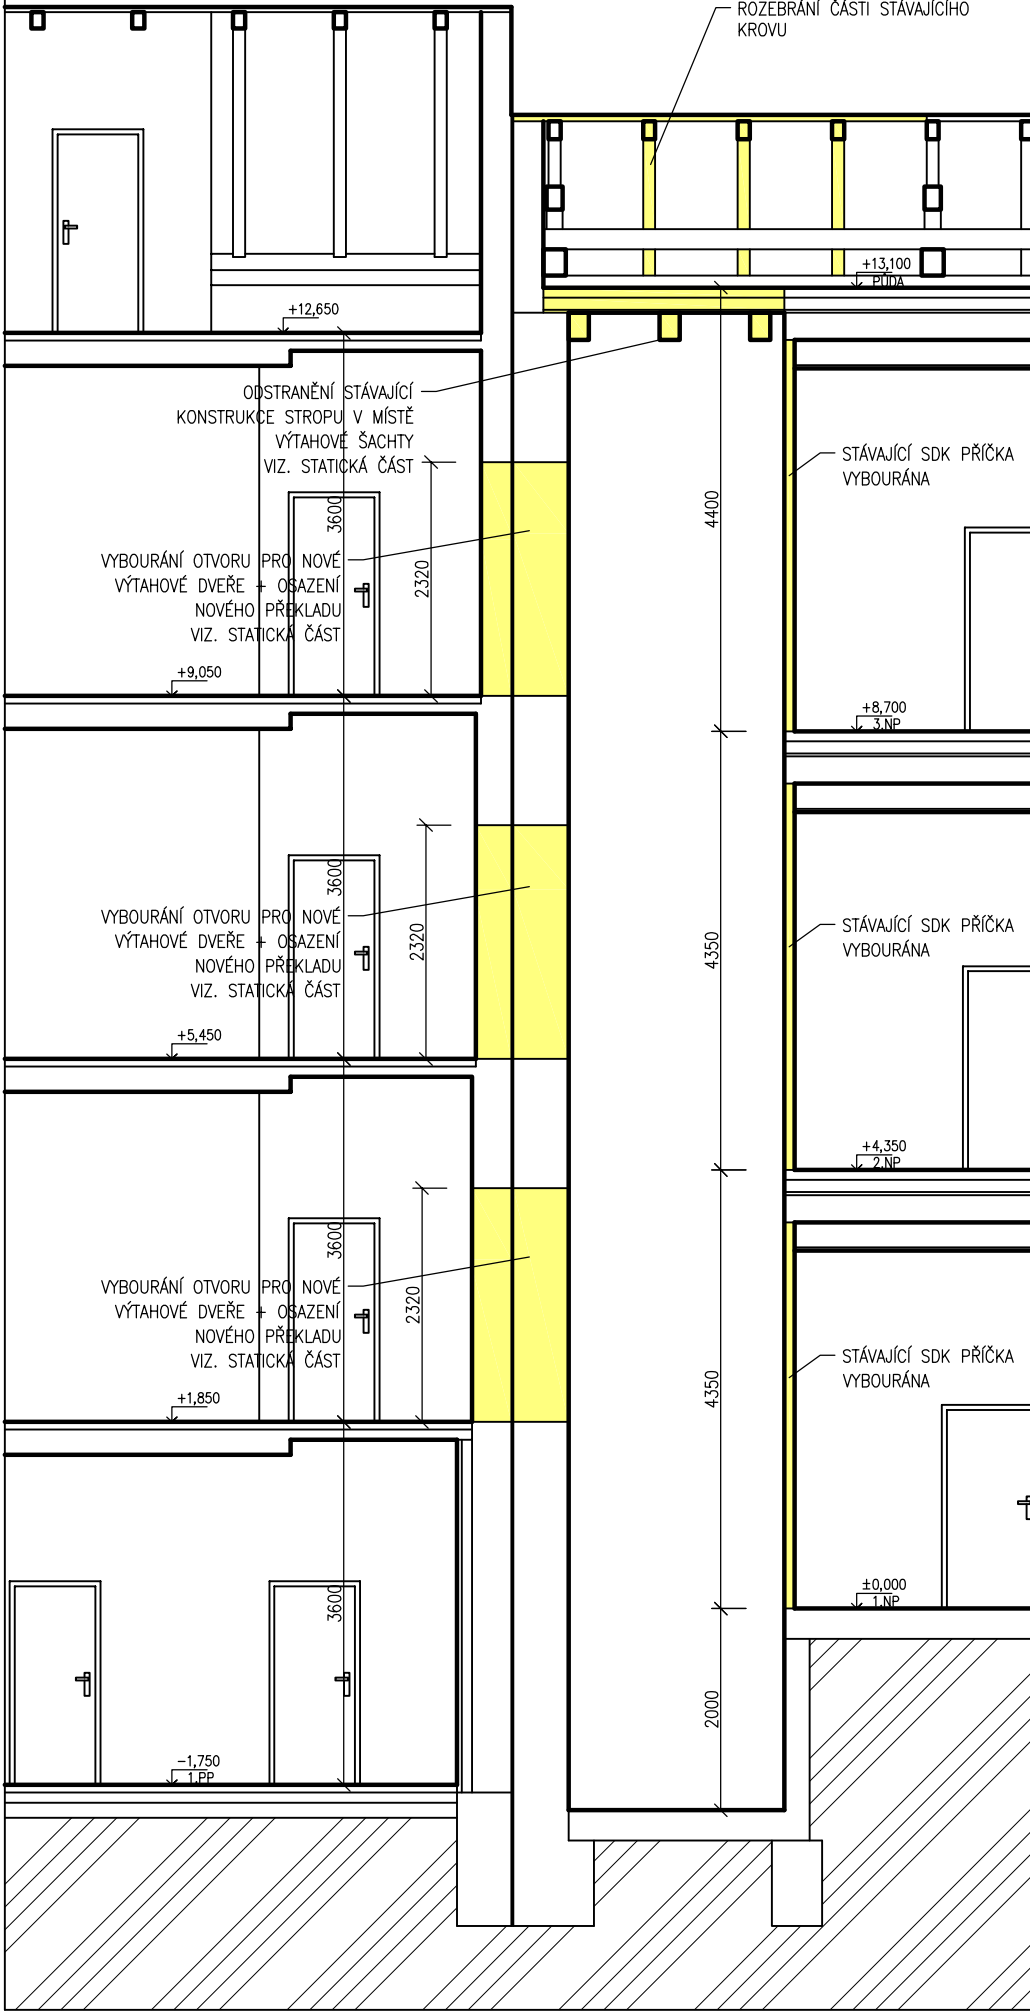 ROZEBRÁNÍ ČÁSTI STÁVAJÍCÍHO
KROVU
+13,100
PŮDA
+12,650
ODSTRANĚNÍ STÁVAJÍCÍ
KONSTRUKCE STROPU V MÍSTĚ
VÝTAHOVÉ ŠACHTY
VIZ. STATICKÁ ČÁST
STÁVAJÍCÍ SDK PŘÍČKA
VYBOURÁNA
3600
4400
VYBOURÁNÍ OTVORU PRO NOVÉ
VÝTAHOVÉ DVEŘE + OSAZENÍ
NOVÉHO PŘEKLADU
VIZ. STATICKÁ ČÁST
2320
+9,050
+8,700
3.NP
3600
VYBOURÁNÍ OTVORU PRO NOVÉ
VÝTAHOVÉ DVEŘE + OSAZENÍ
NOVÉHO PŘEKLADU
VIZ. STATICKÁ ČÁST
2320
4350
STÁVAJÍCÍ SDK PŘÍČKA
VYBOURÁNA
+5,450
+4,350
2.NP
3600
VYBOURÁNÍ OTVORU PRO NOVÉ
VÝTAHOVÉ DVEŘE + OSAZENÍ
NOVÉHO PŘEKLADU
VIZ. STATICKÁ ČÁST
2320
4350
STÁVAJÍCÍ SDK PŘÍČKA
VYBOURÁNA
+1,850
±0,000
1.NP
3600
2000
-1,750
1.PP